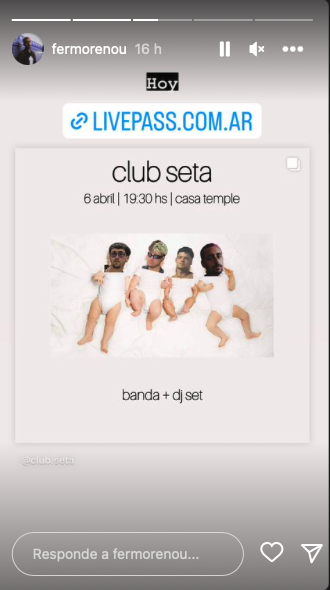 fermorenou 16 h
Hoy
LIVEPASS.COM.AR
club seta
6 abril | 19:30 hs | casa temple
banda + dj set
@clubseta
Responde a fermorenou...